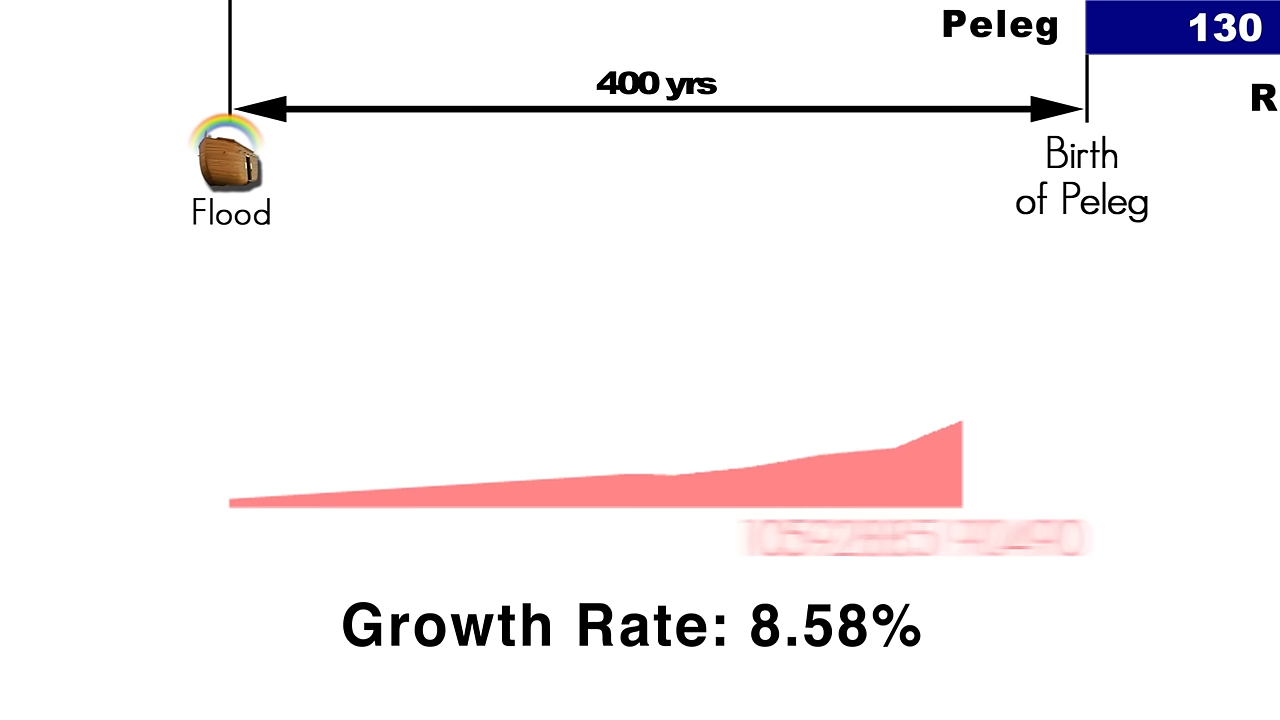 Peleg
130
400 yrs
R
Birth
of Peleg
Flood
Growth Rate: 8.58%